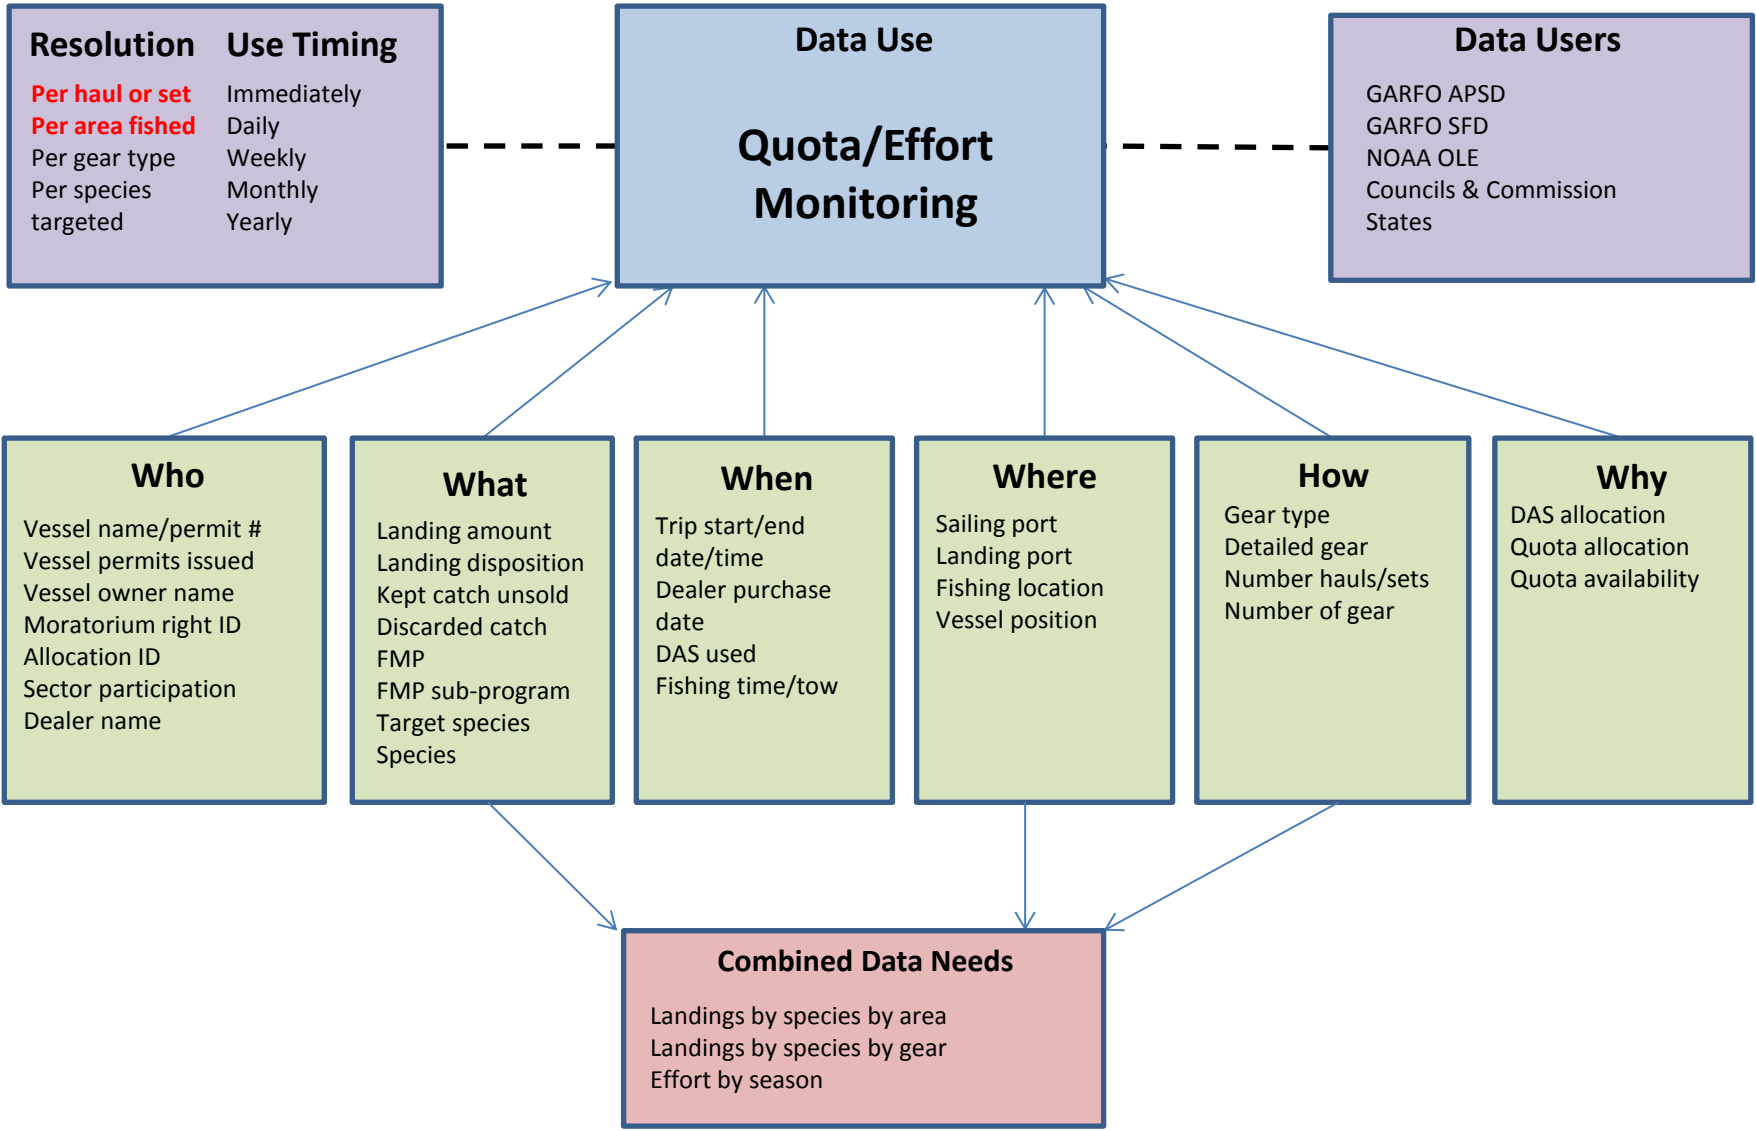 Resolution
Use Timing
Per haul or set
Per area fished
Per gear type
Per species
targeted
Immediately
Daily
Weekly
Monthly
Yearly
Data Use
Quota/Effort
Monitoring
Data Users
GARFO APSD
GARFO SFD
NOAA OLE
Councils & Commission
States
Who
Vessel name/permit #
Vessel permits issued
Vessel owner name
Moratorium right ID
Allocation ID
Sector participation
Dealer name
What
Landing amount
Landing disposition
Kept catch unsold
Discarded catch
FMP
FMP sub-program
Target species
Species
When
Trip start/end
date/time
Dealer purchase
date
DAS used
Fishing time/tow
Where
Sailing port
Landing port
Fishing location
Vessel position
How
Gear type
Detailed gear
Number hauls/sets
Number of gear
Why
DAS allocation
Quota allocation
Quota availability
Combined Data Needs
Landings by species by area
Landings by species by gear
Effort by season